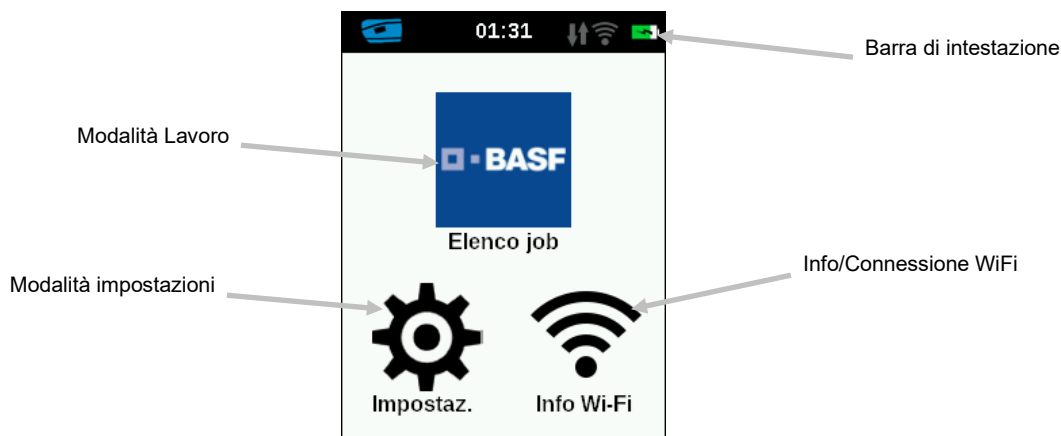 01:31
Barra di intestazione
Modalità Lavoro
BASF
Elenco job
Info/Connessione WiFi
Modalità impostazioni
Impostaz.
Info Wi-Fi